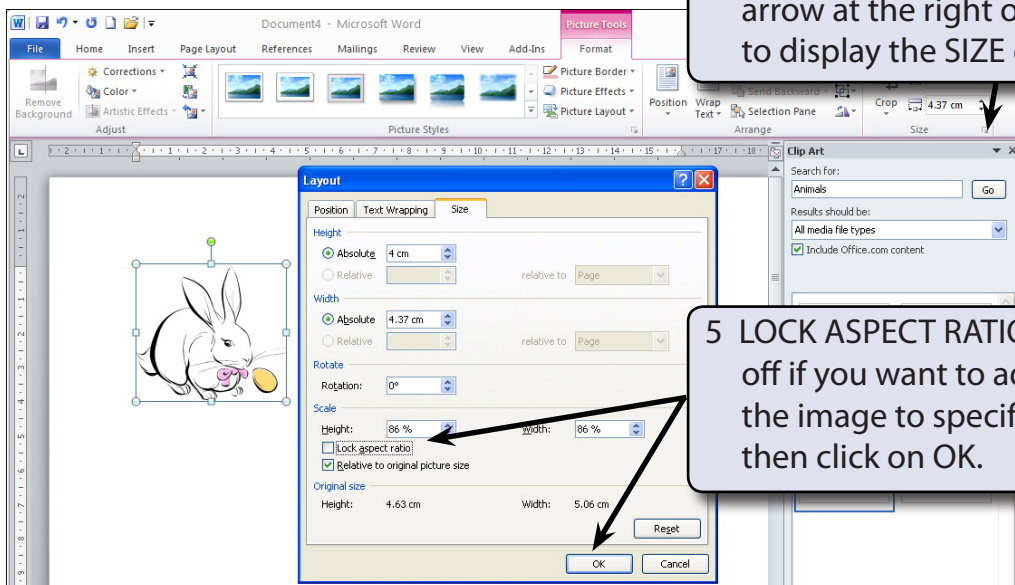 Document4 - Microsoft Word
Picture Tools
File Home Insert Page Layout References Mailings Review View Add-Ins Format
arrow at the right o
to display the SIZE
Remove Background
Corrections
Color
Artistic Effects
Adjust
Picture Styles
Picture Border
Picture Effects
Picture Layout
Position
Wrap Text
Send Backward
Selection Pane
Arrange
Crop
4.37 cm
Size
Clip Art
Search for:
Animals
Go
Results should be:
All media file types
Include Office.com content
Layout
Position Text Wrapping Size
Height
Absolute 4 cm
Relative relative to Page
Width
Absolute 4.37 cm
Relative relative to Page
Rotate
Rotation: 0°
Scale
Height: 86 % Width: 86 %
Lock aspect ratio
Relative to original picture size
Original size
Height: 4.63 cm Width: 5.06 cm
Reset
OK Cancel
5 LOCK ASPECT RATIO
off if you want to
the image to specif
then click on OK.